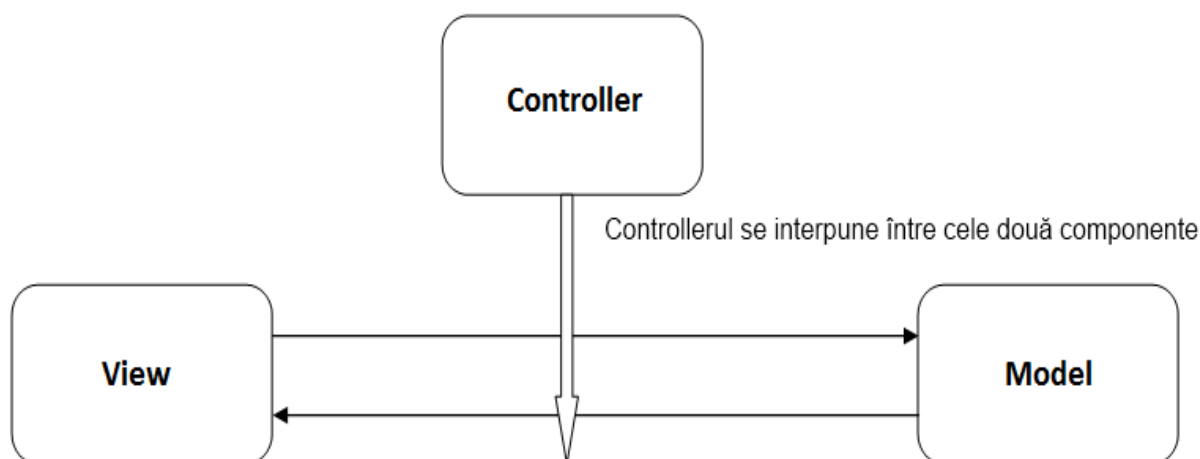 Controller
Controllerul se interpune între cele două componente
View
Model